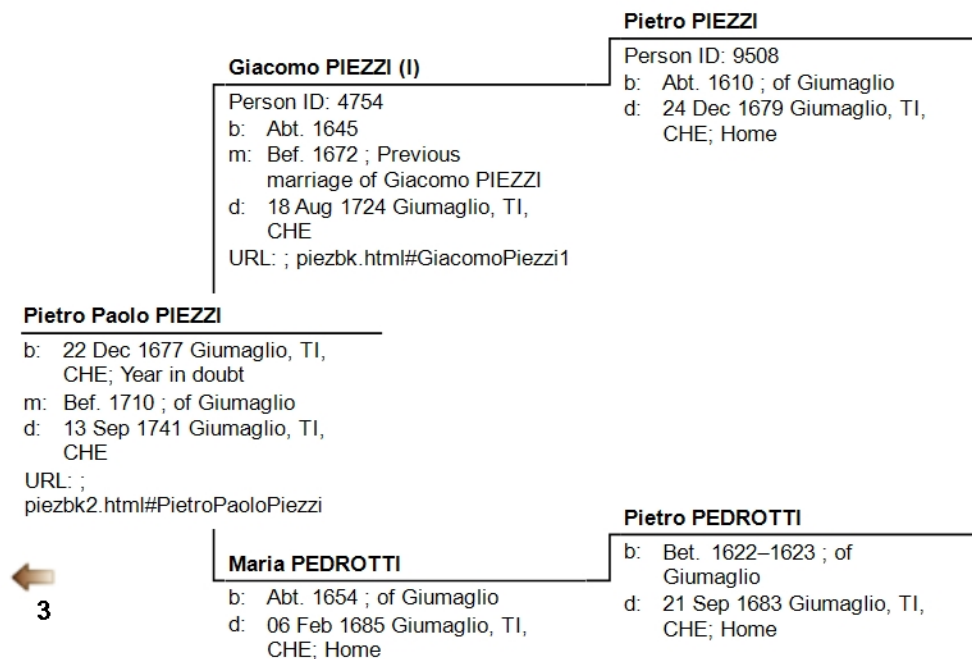 Pietro PIEZZI
Person ID: 9508
b: Abt. 1610 ; of Giumaglio
d: 24 Dec 1679 Giumaglio, TI,
CHE; Home
Giacomo PIEZZI (I)
Person ID: 4754
b: Abt. 1645
m: Bef. 1672 ; Previous
marriage of Giacomo PIEZZI
d: 18 Aug 1724 Giumaglio, TI,
CHE
URL: ; piezbk.html#GiacomoPiezzi1
Pietro Paolo PIEZZI
b: 22 Dec 1677 Giumaglio, TI,
CHE; Year in doubt
m: Bef. 1710 ; of Giumaglio
d: 13 Sep 1741 Giumaglio, TI,
CHE
URL: ;
piezbk2.html#PietroPaoloPiezzi
Pietro PEDROTTI
b: Bet. 1622–1623 ; of
Giumaglio
d: 21 Sep 1683 Giumaglio, TI,
CHE; Home
Maria PEDROTTI
b: Abt. 1654 ; of Giumaglio
d: 06 Feb 1685 Giumaglio, TI,
CHE; Home
3